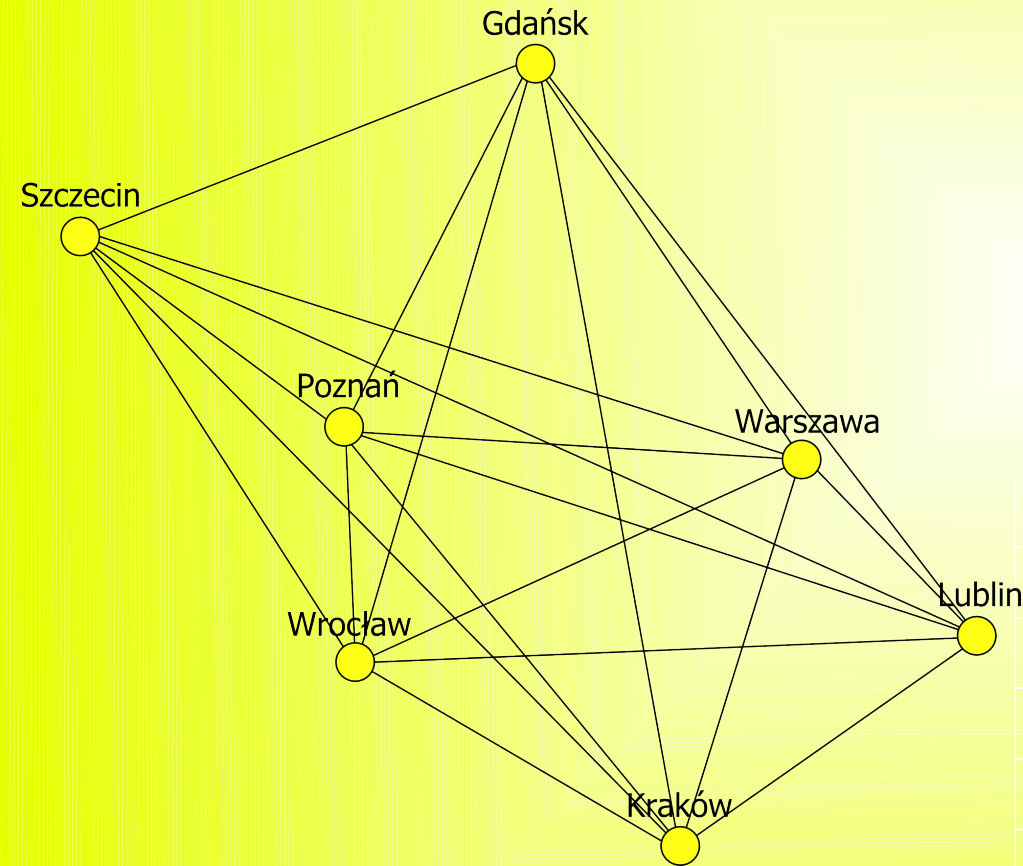 Gdańsk
Szczecin
Poznań
Warszawa
Lublin
Wrocław
Kraków